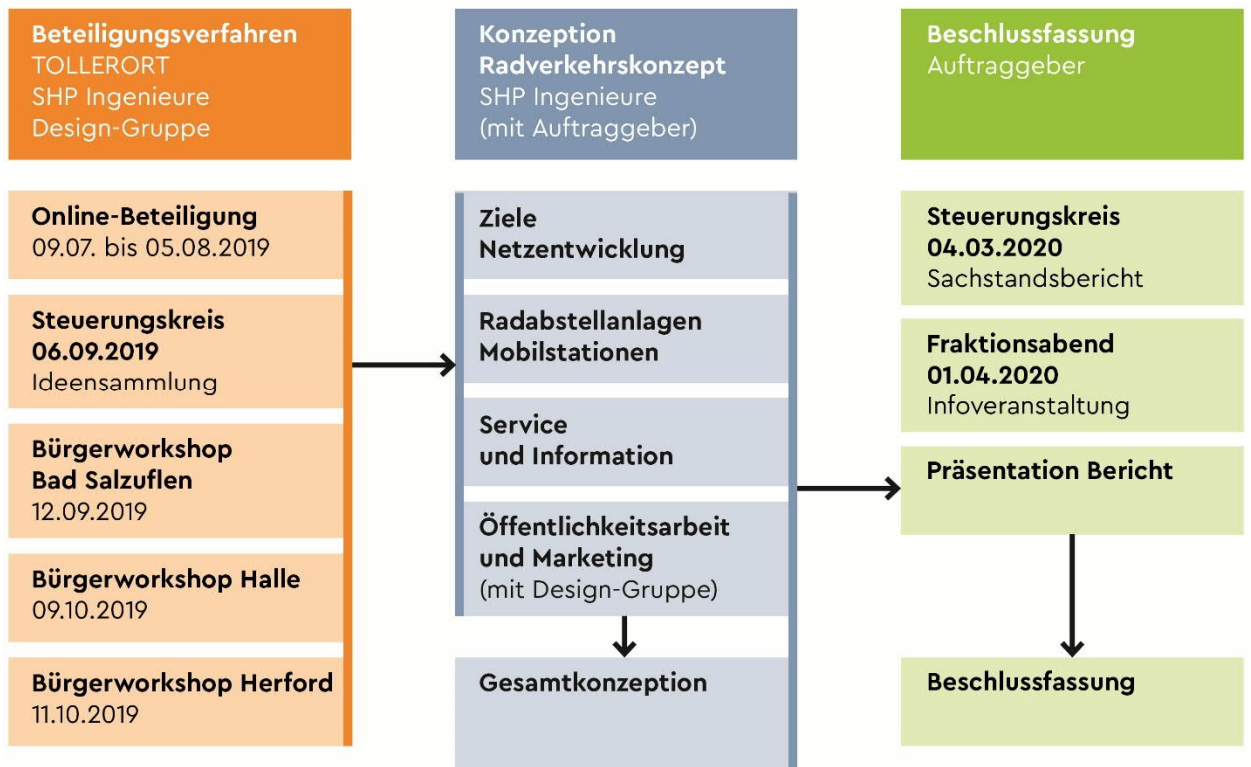 Beteiligungsverfahren
TOLLERORT
SHP Ingenieure
Design-Gruppe
Online-Beteiligung
09.07. bis 05.08.2019
Steuerungskreis
06.09.2019
Ideensammlung
Bürgerworkshop
Bad Salzuflen
12.09.2019
Bürgerworkshop Halle
09.10.2019
Bürgerworkshop Herford
11.10.2019
Konzeption
Radverkehrskonzept
SHP Ingenieure
(mit Auftraggeber)
Ziele
Netzentwicklung
Radabstellanlagen
Mobilstationen
Service
und Information
Öffentlichkeitsarbeit
und Marketing
(mit Design-Gruppe)
Gesamtkonzeption
Beschlussfassung
Auftraggeber
Steuerungskreis
04.03.2020
Sachstandsbericht
Fraktionsabend
01.04.2020
Infoveranstaltung
Präsentation Bericht
Beschlussfassung